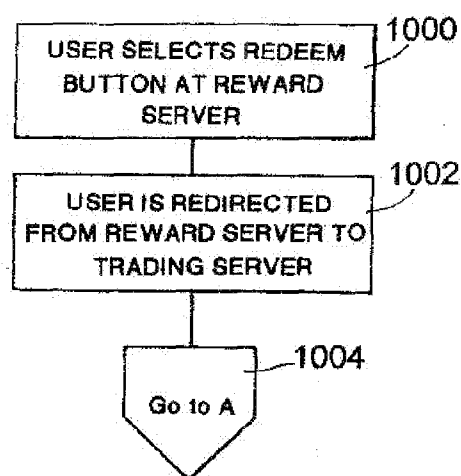 1000
USER SELECTS REDEEM
BUTTON AT REWARD
SERVER
1002
USER IS REDIRECTED
FROM REWARD SERVER TO
TRADING SERVER
1004
Go to A